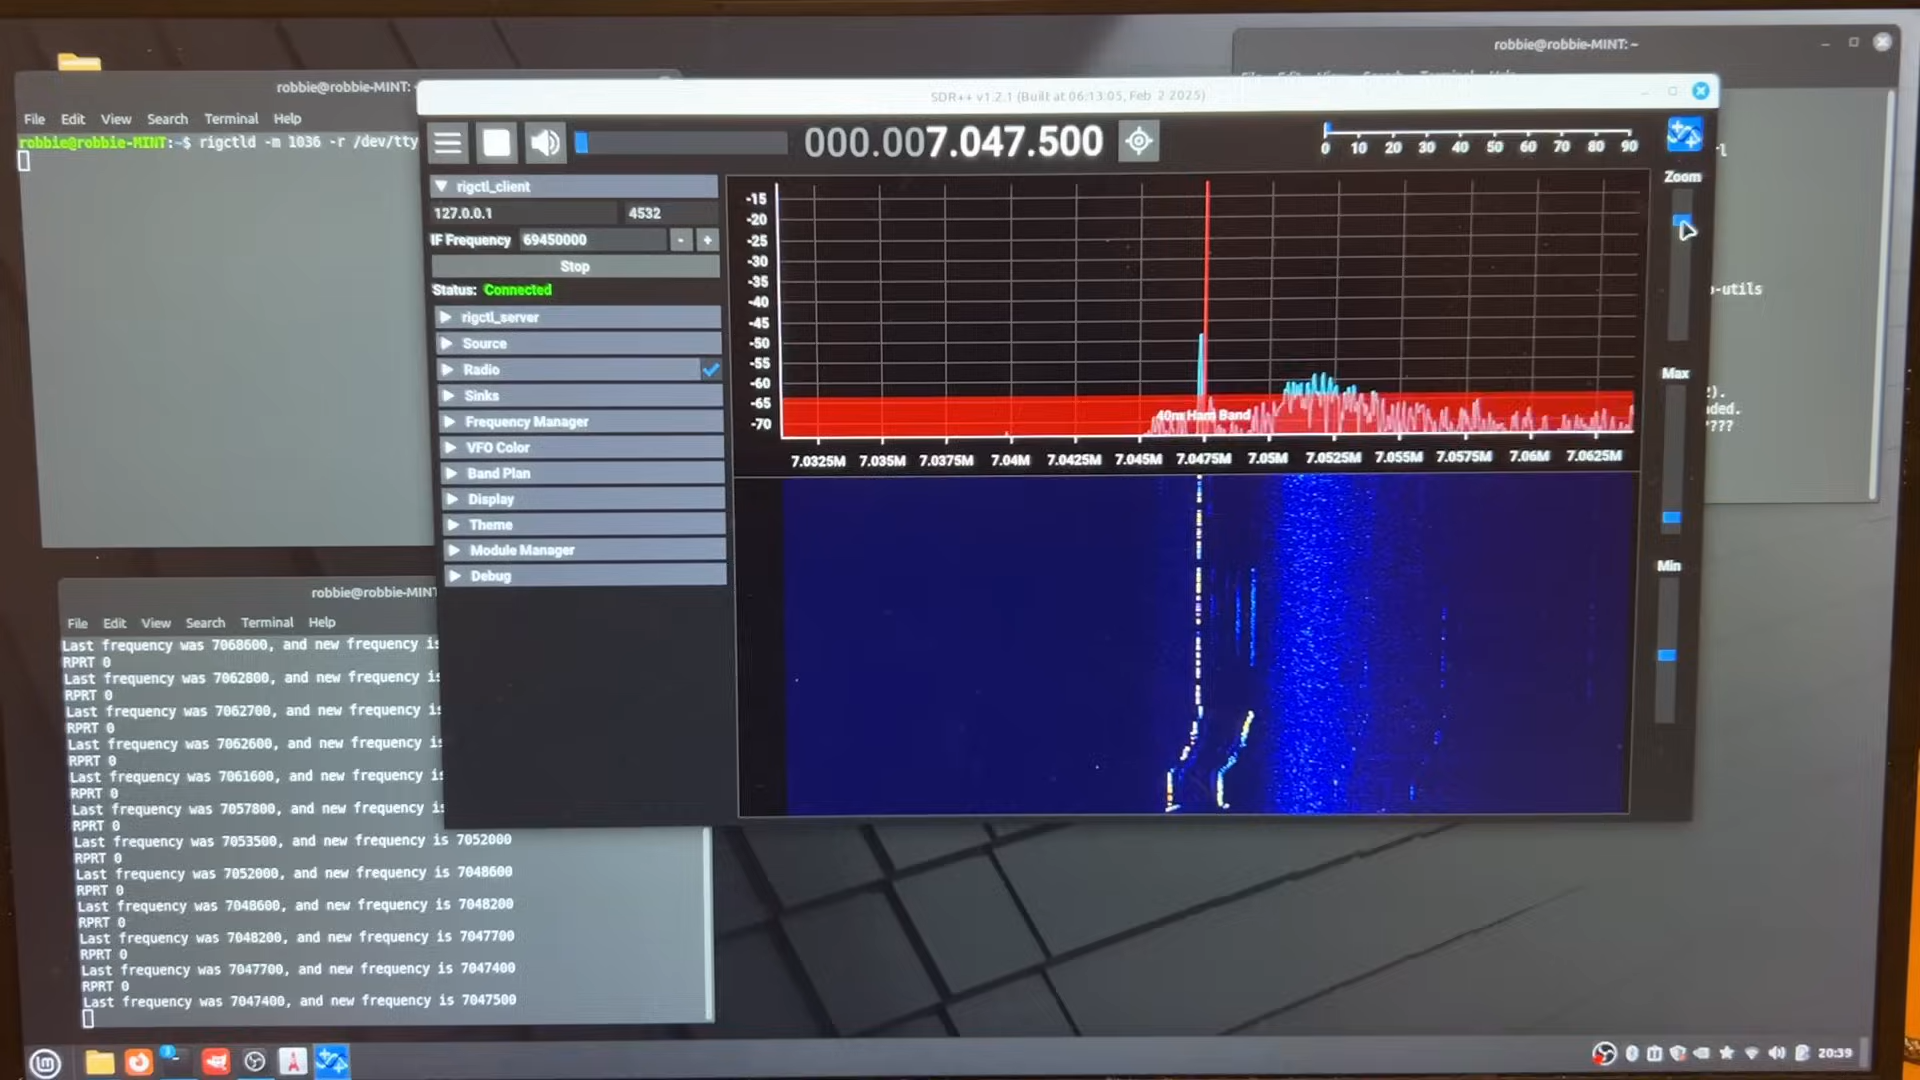 robbie@robbie-MINT: ~
robbie@robbie-MINT:
File Edit View Search Terminal Help
robbie@robbie-MINT:~$ rigctld -m 1036 -r /dev/tty
SDR++ v1.2.1 (Built at 06:13:05, Feb 2 2025)
000.007.047.500
0 10 20 30 40 50 60 70 80 90
rigctl_client
127.0.0.1 4532
IF Frequency 69450000 - +
Stop
Status: Connected
rigctl_server
Source
Radio
Sinks
Frequency Manager
VFO Color
Band Plan
Display
Theme
Module Manager
Debug
-15
-20
-25
-30
-35
-40
-45
-50
-55
-60
-65
-70
40m Ham Band
7.0325M 7.035M 7.0375M 7.04M 7.0425M 7.045M 7.0475M 7.05M 7.0525M 7.055M 7.0575M 7.06M 7.0625M
Zoom
Max
Min
-utils
).
ded.
???
robbie@robbie-MINT
File Edit View Search Terminal Help
Last frequency was 7068600, and new frequency is
RPRT 0
Last frequency was 7062800, and new frequency is
RPRT 0
Last frequency was 7062700, and new frequency is
RPRT 0
Last frequency was 7062600, and new frequency is
RPRT 0
Last frequency was 7061600, and new frequency is
RPRT 0
Last frequency was 7057800, and new frequency is
RPRT 0
Last frequency was 7053500, and new frequency is 7052000
RPRT 0
Last frequency was 7052000, and new frequency is 7048600
RPRT 0
Last frequency was 7048600, and new frequency is 7048200
RPRT 0
Last frequency was 7048200, and new frequency is 7047700
RPRT 0
Last frequency was 7047700, and new frequency is 7047400
RPRT 0
Last frequency was 7047400, and new frequency is 7047500
20:39